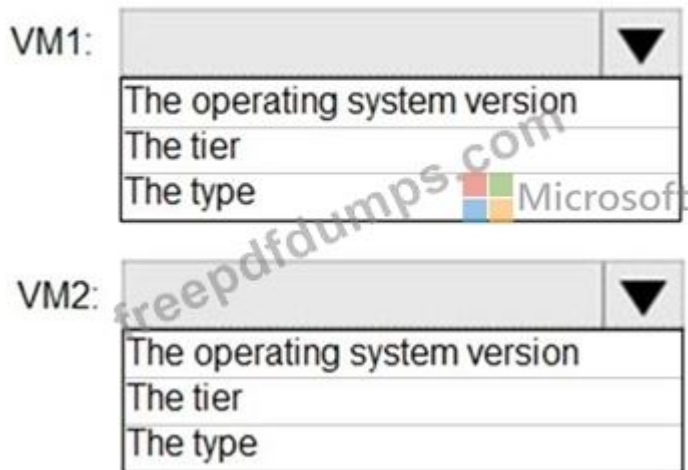 VM1:
The operating system version
The tier
The type
Microsoft
freepdfdumps.com
VM2:
The operating system version
The tier
The type